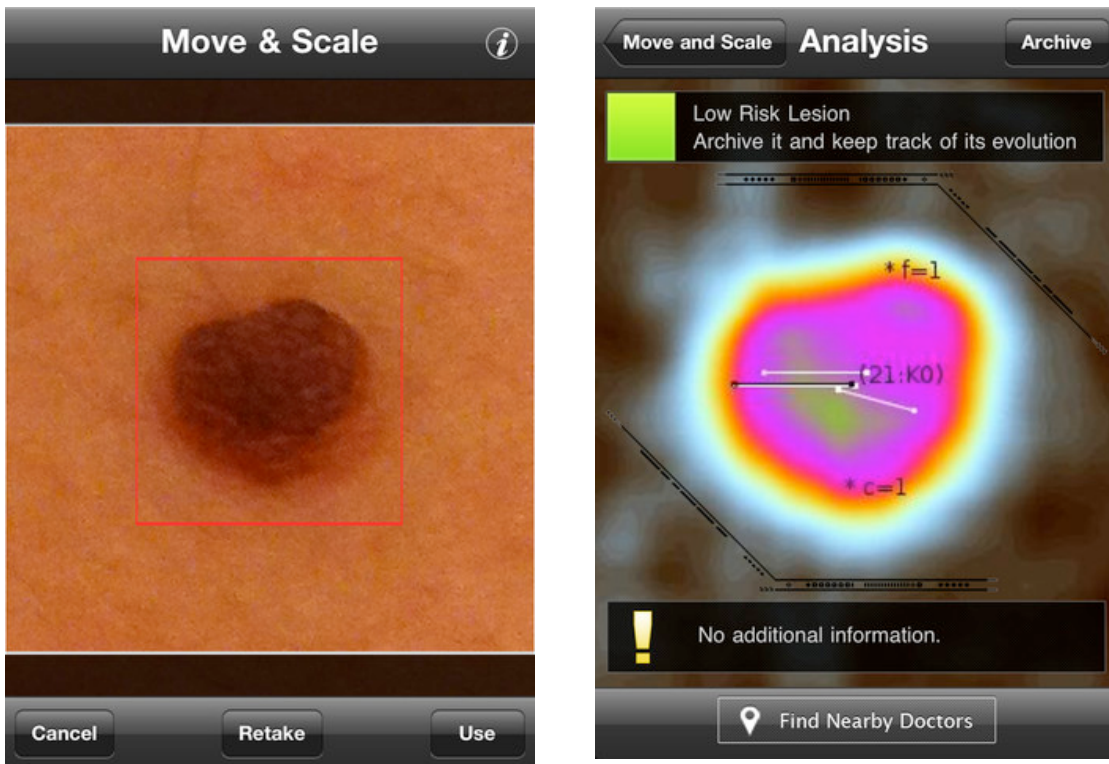 Move & Scale
Cancel
Retake
Use
Move and Scale
Analysis
Archive
Low Risk Lesion
Archive it and keep track of its evolution
* f=1
(21:K0)
* c=1
No additional information.
Find Nearby Doctors